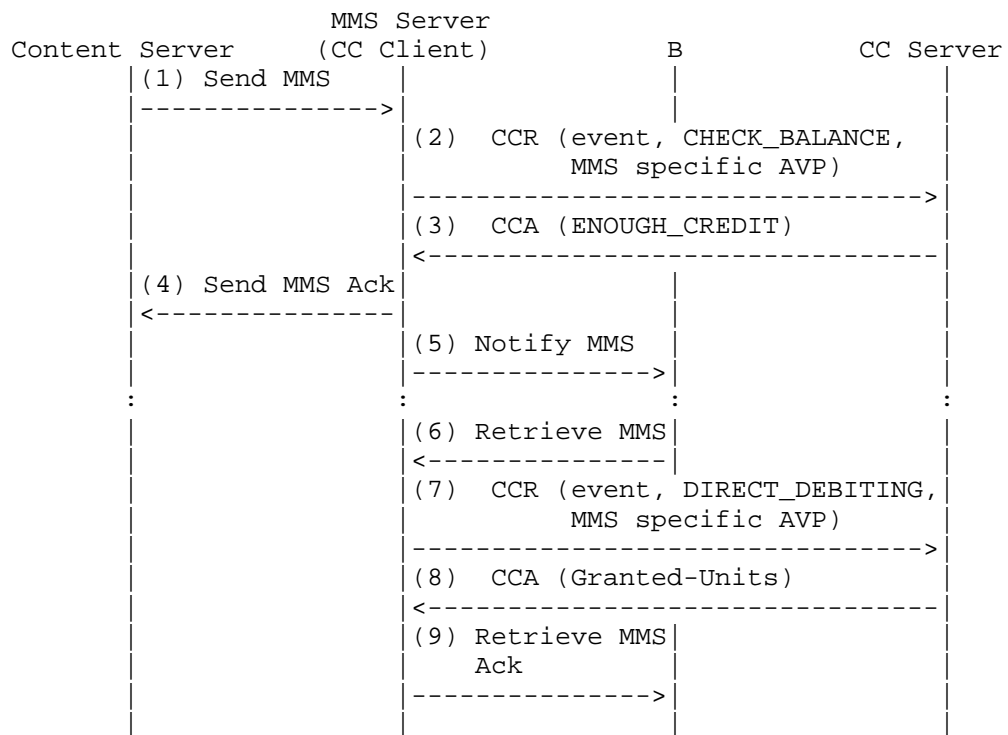 MMS Server
Content Server (CC Client) B CC Server
(1) Send MMS
(2) CCR (event, CHECK_BALANCE,
MMS specific AVP)
(3) CCA (ENOUGH_CREDIT)
(4) Send MMS Ack
(5) Notify MMS
: : : :
(6) Retrieve MMS
(7) CCR (event, DIRECT_DEBITING,
MMS specific AVP)
(8) CCA (Granted-Units)
(9) Retrieve MMS
Ack